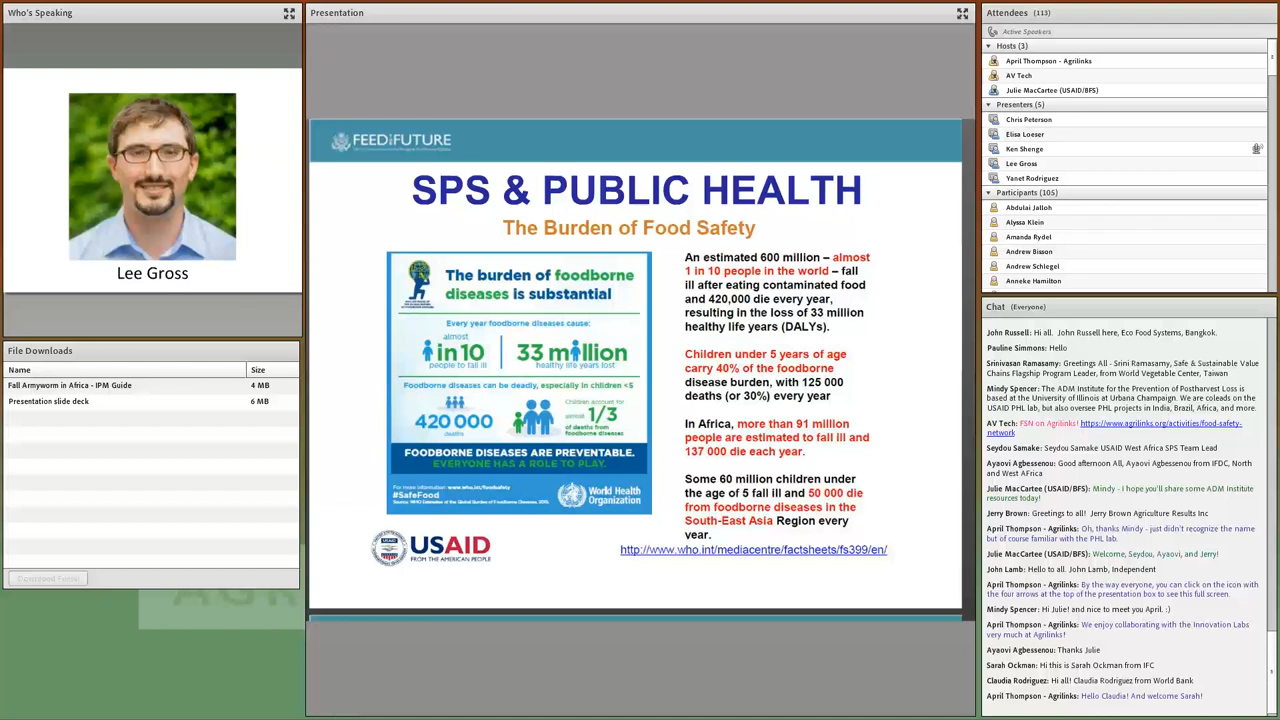 Who's Speaking
Lee Gross
File Downloads
Name
Size
Fall Armyworm in Africa - IPM Guide
4 MB
Presentation slide deck
6 MB
Download File(s)
Presentation
FEED THE FUTURE
SPS & PUBLIC HEALTH
The Burden of Food Safety
The burden of foodborne
diseases is substantial
Every year foodborne diseases cause:
almost
1 in 10
people to fall ill
33 million
healthy life years lost
Foodborne diseases can be deadly, especially in children <5
420 000
deaths
Children account for
almost 1/3
of deaths from
foodborne diseases
FOODBORNE DISEASES ARE PREVENTABLE.
EVERYONE HAS A ROLE TO PLAY.
For more information: www.who.int/foodsafety
#SafeFood
World Health
Organization
USAID
FROM THE AMERICAN PEOPLE
An estimated 600 million – almost
1 in 10 people in the world – fall
ill after eating contaminated food
and 420,000 die every year,
resulting in the loss of 33 million
healthy life years (DALYs).
Children under 5 years of age
carry 40% of the foodborne
disease burden, with 125 000
deaths (or 30%) every year
In Africa, more than 91 million
people are estimated to fall ill and
137 000 die each year.
Some 60 million children under
the age of 5 fall ill and 50 000 die
from foodborne diseases in the
South-East Asia Region every
year.
http://www.who.int/mediacentre/factsheets/fs399/en/
Attendees (113)
Active Speakers
Hosts (3)
April Thompson - Agrilinks
AV Tech
Julie MacCartee (USAID/BFS)
Presenters (5)
Chris Peterson
Elisa Loeser
Ken Shenge
Lee Gross
Yanet Rodriguez
Participants (105)
Abdulai Jalloh
Alyssa Klein
Amanda Rydel
Andrew Bisson
Andrew Schlegel
Anneke Hamilton
Chat (Everyone)
John Russell: Hi all. John Russell here, Eco Food Systems, Bangkok.
Pauline Simmons: Hello
Srinivasan Ramasamy: Greetings All - Srini Ramasamy, Safe & Sustainable Value
Chains Flagship Program Leader, from World Vegetable Center, Taiwan
Mindy Spencer: The ADM Institute for the Prevention of Postharvest Loss is
based at the University of Illinois at Urbana Champaign. We are coleads on the
USAID PHL lab, but also oversee PHL projects in India, Brazil, Africa, and more.
AV Tech: FSN on Agrilinks! https://www.agrilinks.org/activities/food-safety-
network
Seydou Samake: Seydou Samake USAID West Africa SPS Team Lead
Ayaovi Agbessenou: Good afternoon All, Ayaovi Agbessenou from IFDC, North
and West AFrica
Julie MacCartee (USAID/BFS): Mindy - I hope you'll share some ADM Institute
resources today!
Jerry Brown: Greetings to all! Jerry Brown Agriculture Results Inc
April Thompson - Agrilinks: Oh, thanks Mindy - just didn't recognize the name
but of course familiar with the PHL lab.
Julie MacCartee (USAID/BFS): Welcome, Seydou, Ayaovi, and Jerry!
John Lamb: Hello to all. John Lamb, Independent
April Thompson - Agrilinks: By the way everyone, you can click on the icon with
the four arrows at the top of the presentation box to see this full screen.
Mindy Spencer: Hi Julie! and nice to meet you April. :)
April Thompson - Agrilinks: We enjoy collaborating with the Innovation Labs
very much at Agrilinks!
Ayaovi Agbessenou: Thanks Julie
Sarah Ockman: Hi this is Sarah Ockman from IFC
Claudia Rodriguez: Hi all! Claudia Rodriguez from World Bank
April Thompson - Agrilinks: Hello Claudia! And welcome Sarah!